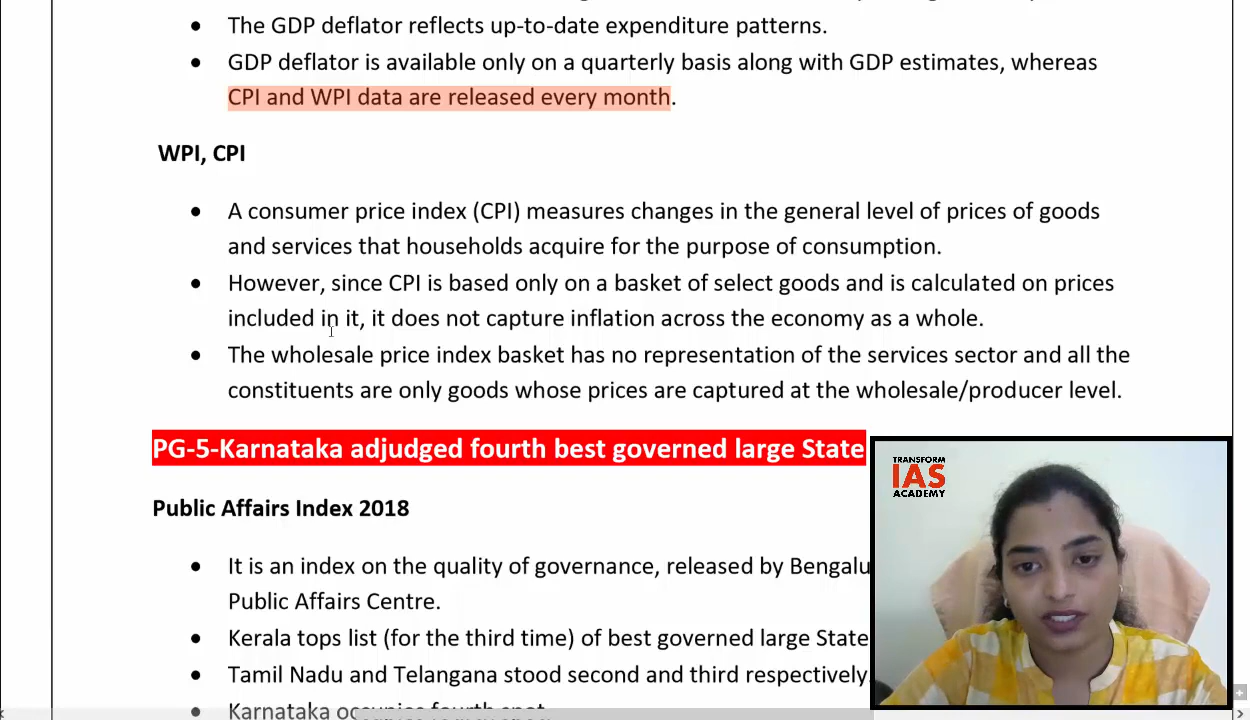 The GDP deflator reflects up-to-date expenditure patterns.
GDP deflator is available only on a quarterly basis along with GDP estimates, whereas
CPI and WPI data are released every month.
WPI, CPI
A consumer price index (CPI) measures changes in the general level of prices of goods
and services that households acquire for the purpose of consumption.
However, since CPI is based only on a basket of select goods and is calculated on prices
included in it, it does not capture inflation across the economy as a whole.
The wholesale price index basket has no representation of the services sector and all the
constituents are only goods whose prices are captured at the wholesale/producer level.
PG-5-Karnataka adjudged fourth best governed large State
Public Affairs Index 2018
It is an index on the quality of governance, released by Bengalu
Public Affairs Centre.
Kerala tops list (for the third time) of best governed large State
Tamil Nadu and Telangana stood second and third respectively.
Karnataka occupies fourth spot.
TRANSFORM
IAS
ACADEMY